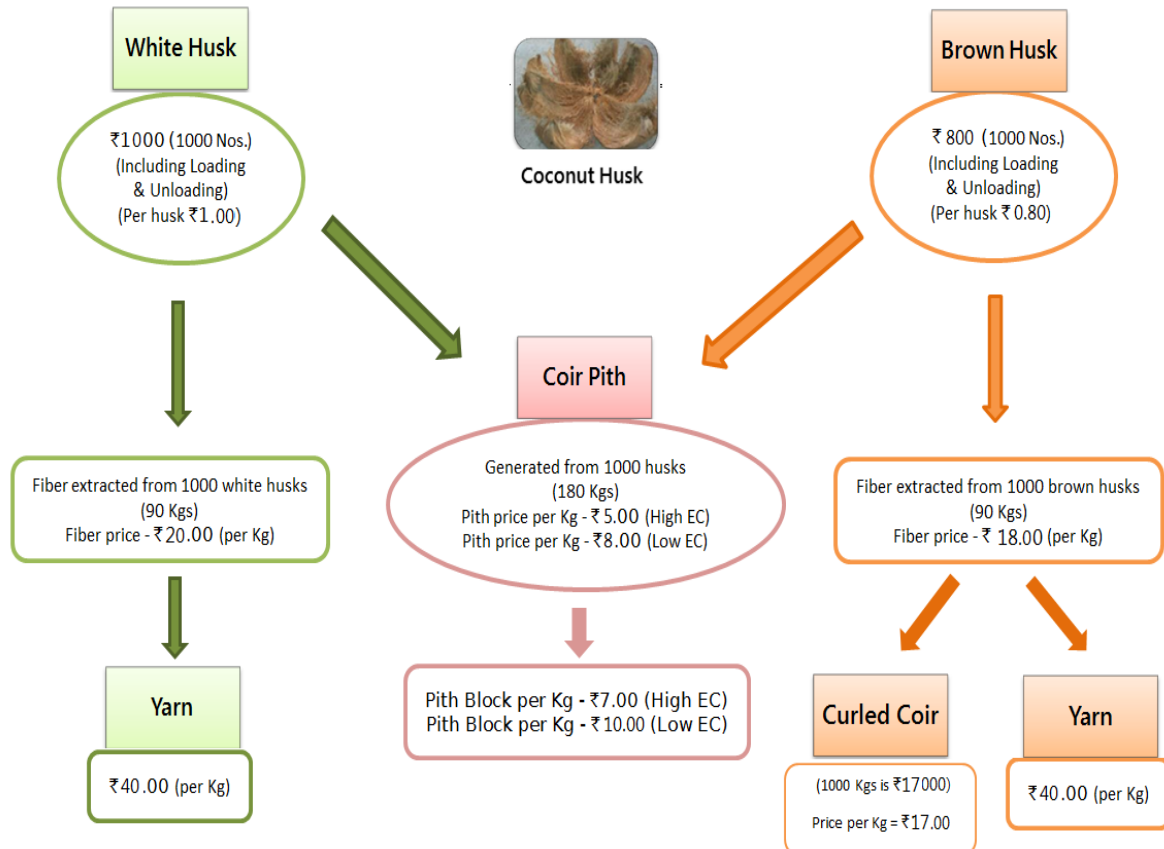 White Husk
₹1000 (1000 Nos.)
(Including Loading
& Unloading)
(Per husk ₹1.00)
Coconut Husk
Brown Husk
₹ 800 (1000 Nos.)
(Including Loading
& Unloading)
(Per husk ₹ 0.80)
Coir Pith
Generated from 1000 husks
(180 Kgs)
Pith price per Kg - ₹5.00 (High EC)
Pith price per Kg - ₹8.00 (Low EC)
Fiber extracted from 1000 white husks
(90 Kgs)
Fiber price - ₹20.00 (per Kg)
Fiber extracted from 1000 brown husks
(90 Kgs)
Fiber price - ₹ 18.00 (per Kg)
Yarn
₹40.00 (per Kg)
Pith Block per Kg - ₹7.00 (High EC)
Pith Block per Kg - ₹10.00 (Low EC)
Curled Coir
(1000 Kgs is ₹17000)
Price per Kg = ₹17.00
Yarn
₹40.00 (per Kg)